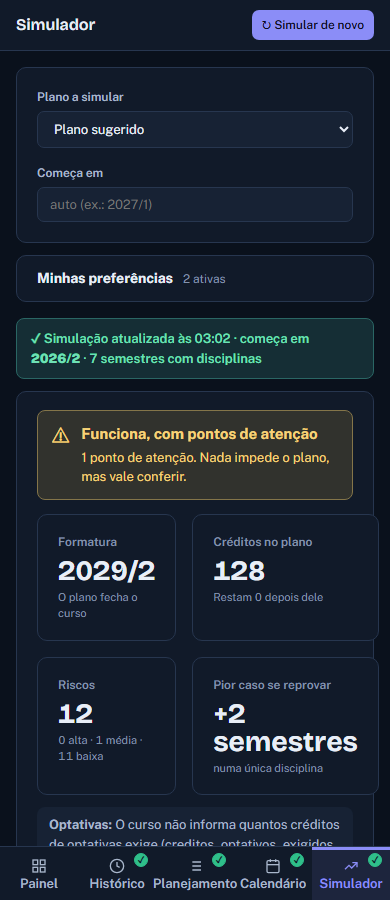 Simulador
↻ Simular de novo
Plano a simular
Plano sugerido
Começa em
auto (ex.: 2027/1)
Minhas preferências 2 ativas
✓ Simulação atualizada às 03:02 · começa em
2026/2 · 7 semestres com disciplinas
Funciona, com pontos de atenção
1 ponto de atenção. Nada impede o plano,
mas vale conferir.
Formatura
2029/2
O plano fecha o
curso
Créditos no plano
128
Restam 0 depois dele
Riscos
12
0 alta · 1 média ·
11 baixa
Pior caso se reprovar
+2
semestres
numa única disciplina
Optativas: O curso não informa quantos créditos
de optativas exige (creditos_optativos_exigidos
Painel
Histórico
Planejamento
Calendário
Simulador